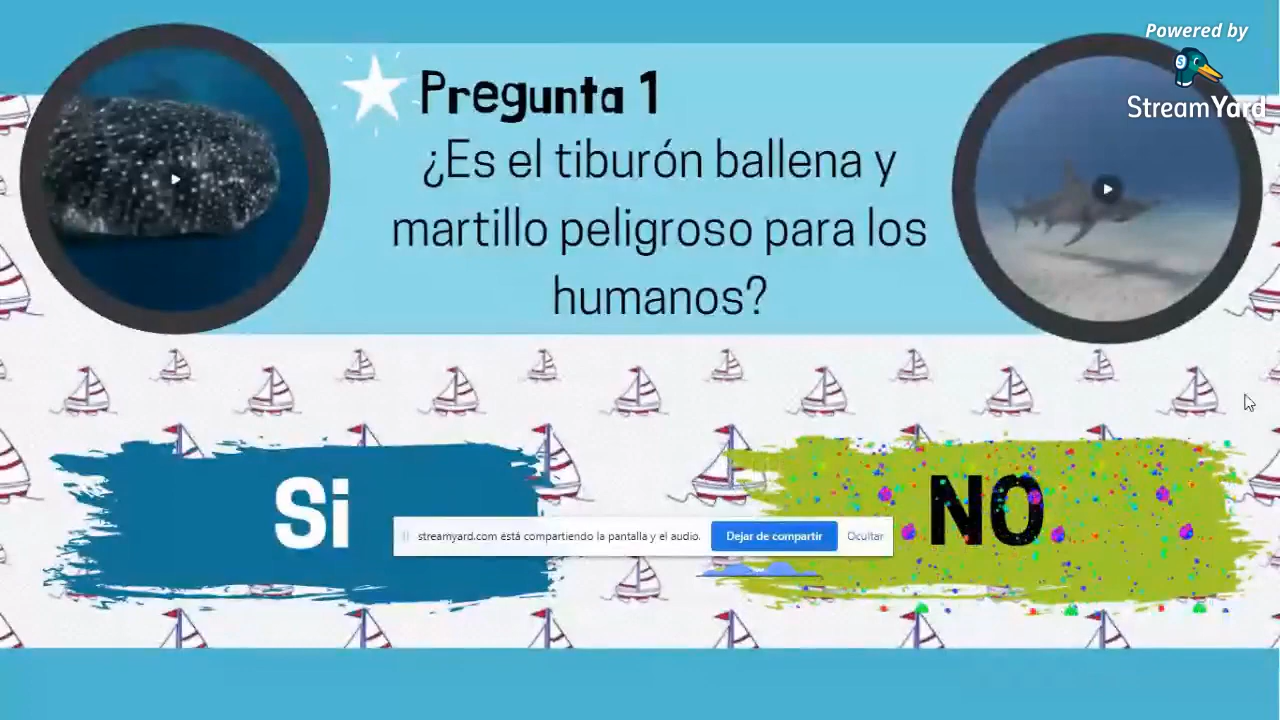 Powered by
StreamYard
Pregunta 1
¿Es el tiburón ballena y
martillo peligroso para los
humanos?
Si
NO
streamyard.com está compartiendo la pantalla y el audio.
Dejar de compartir
Ocultar